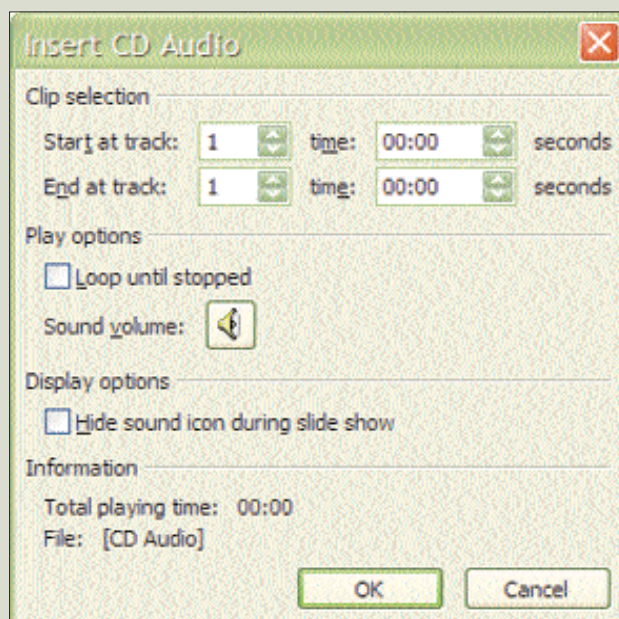 Insert CD Audio
Clip selection
Start at track: 1 time: 00:00 seconds
End at track: 1 time: 00:00 seconds
Play options
Loop until stopped
Sound volume:
Display options
Hide sound icon during slide show
Information
Total playing time: 00:00
File: [CD Audio]
OK Cancel